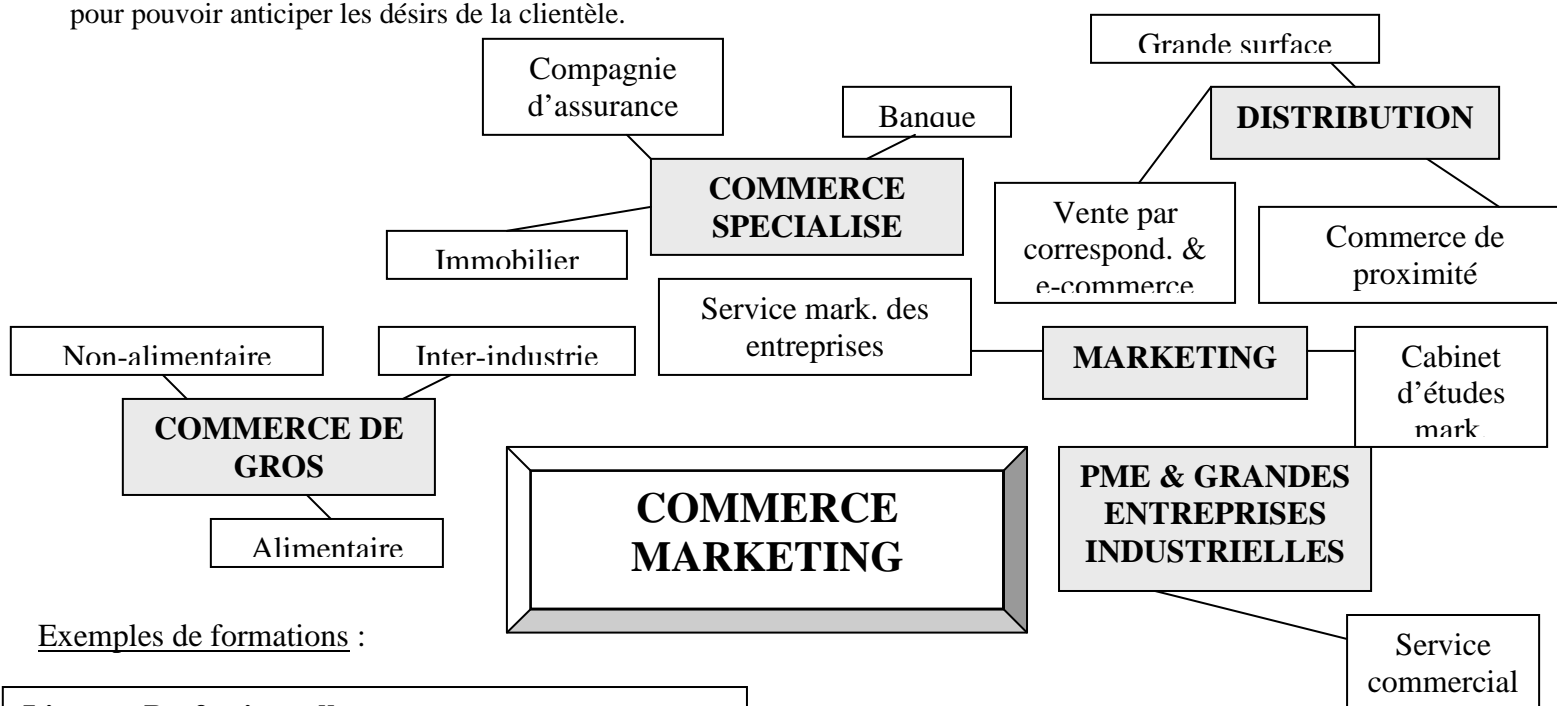 pour pouvoir anticiper les désirs de la clientèle.
Grande surface
Compagnie
d’assurance
Banque
DISTRIBUTION
COMMERCE
SPECIALISE
Vente par
correspond. &
e-commerce
Commerce de
proximité
Immobilier
Service mark. des
entreprises
Non-alimentaire
Inter-industrie
MARKETING
Cabinet
d’études
mark
COMMERCE DE
GROS
Alimentaire
COMMERCE
MARKETING
PME & GRANDES
ENTREPRISES
INDUSTRIELLES
Exemples de formations :
Service
commercial